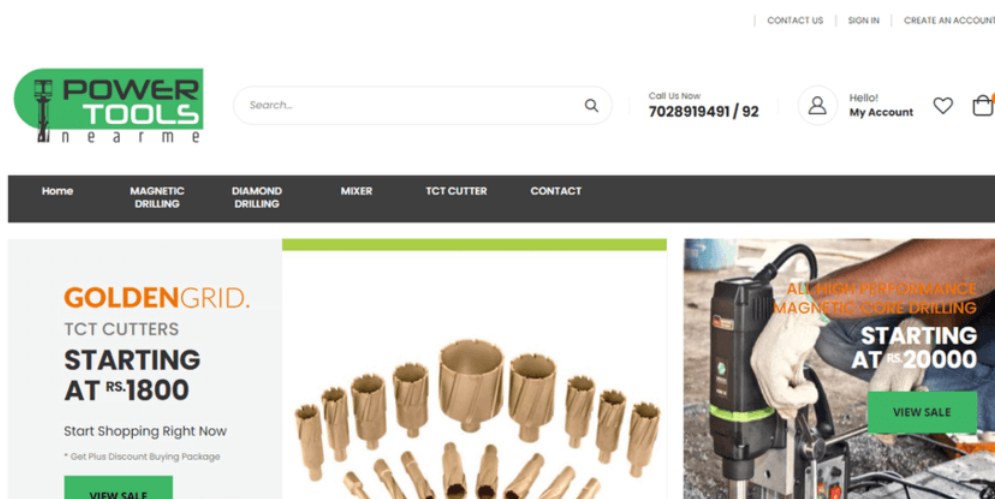 CONTACT US
SIGN IN
CREATE AN ACCOUNT
POWER
TOOLS
nearme
Search...
Call Us Now
7028919491 / 92
Hello!
My Account
Home
MAGNETIC
DRILLING
DIAMOND
DRILLING
MIXER
TCT CUTTER
CONTACT
GOLDENGRID.
TCT CUTTERS
STARTING
AT RS.1800
Start Shopping Right Now
* Get Plus Discount Buying Package
VIEW SALE
ALL HIGH PERFORMANCE
MAGNETIC CORE DRILLING
STARTING
AT RS.20000
VIEW SALE